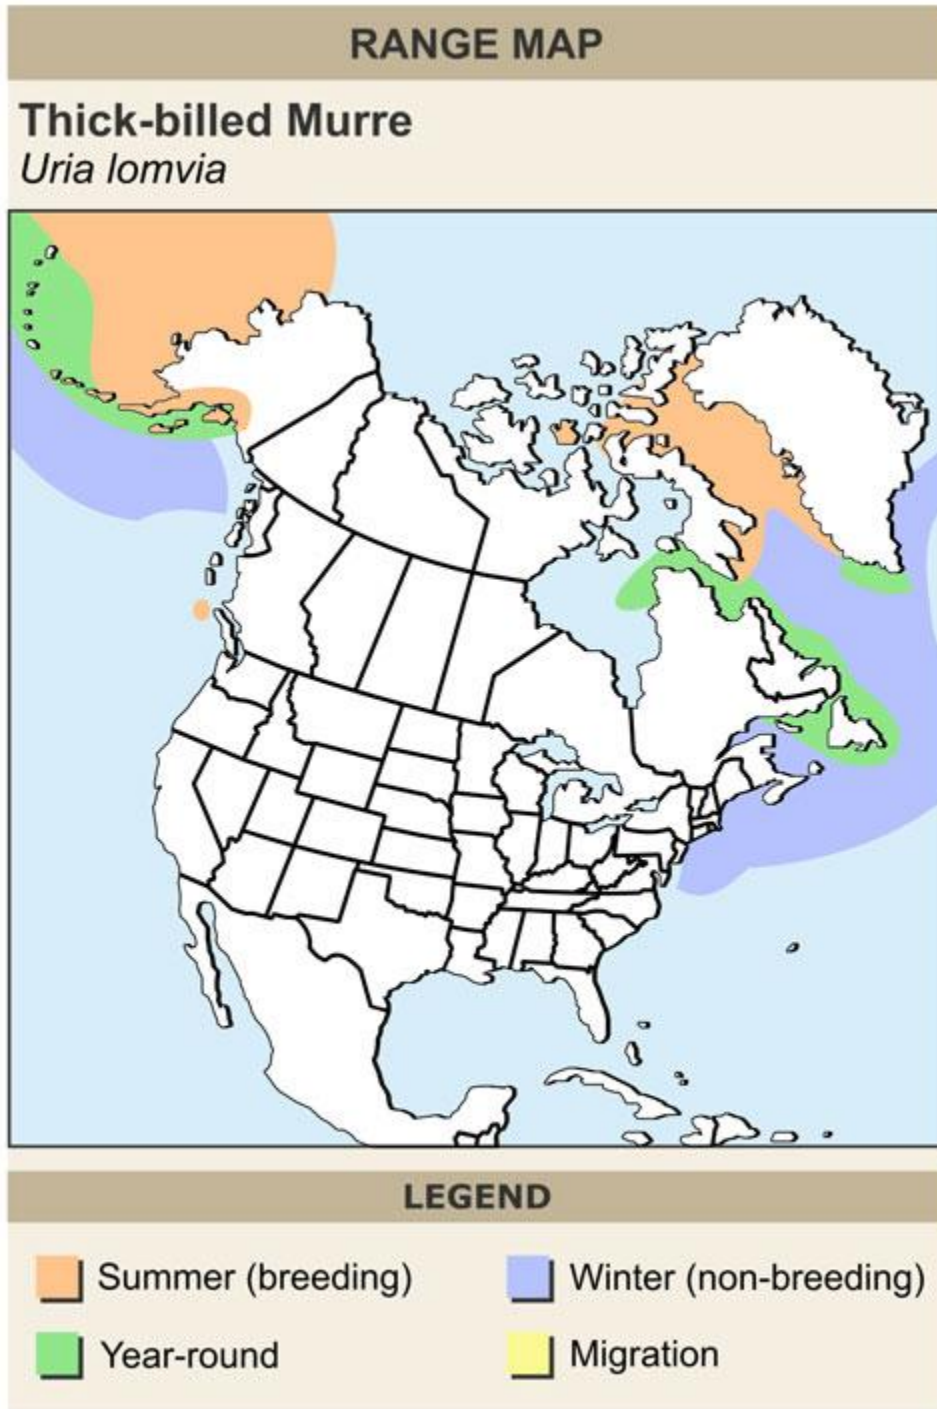 RANGE MAP
Thick-billed Murre
Uria lomvia
LEGEND
Summer (breeding)
Winter (non-breeding)
Year-round
Migration